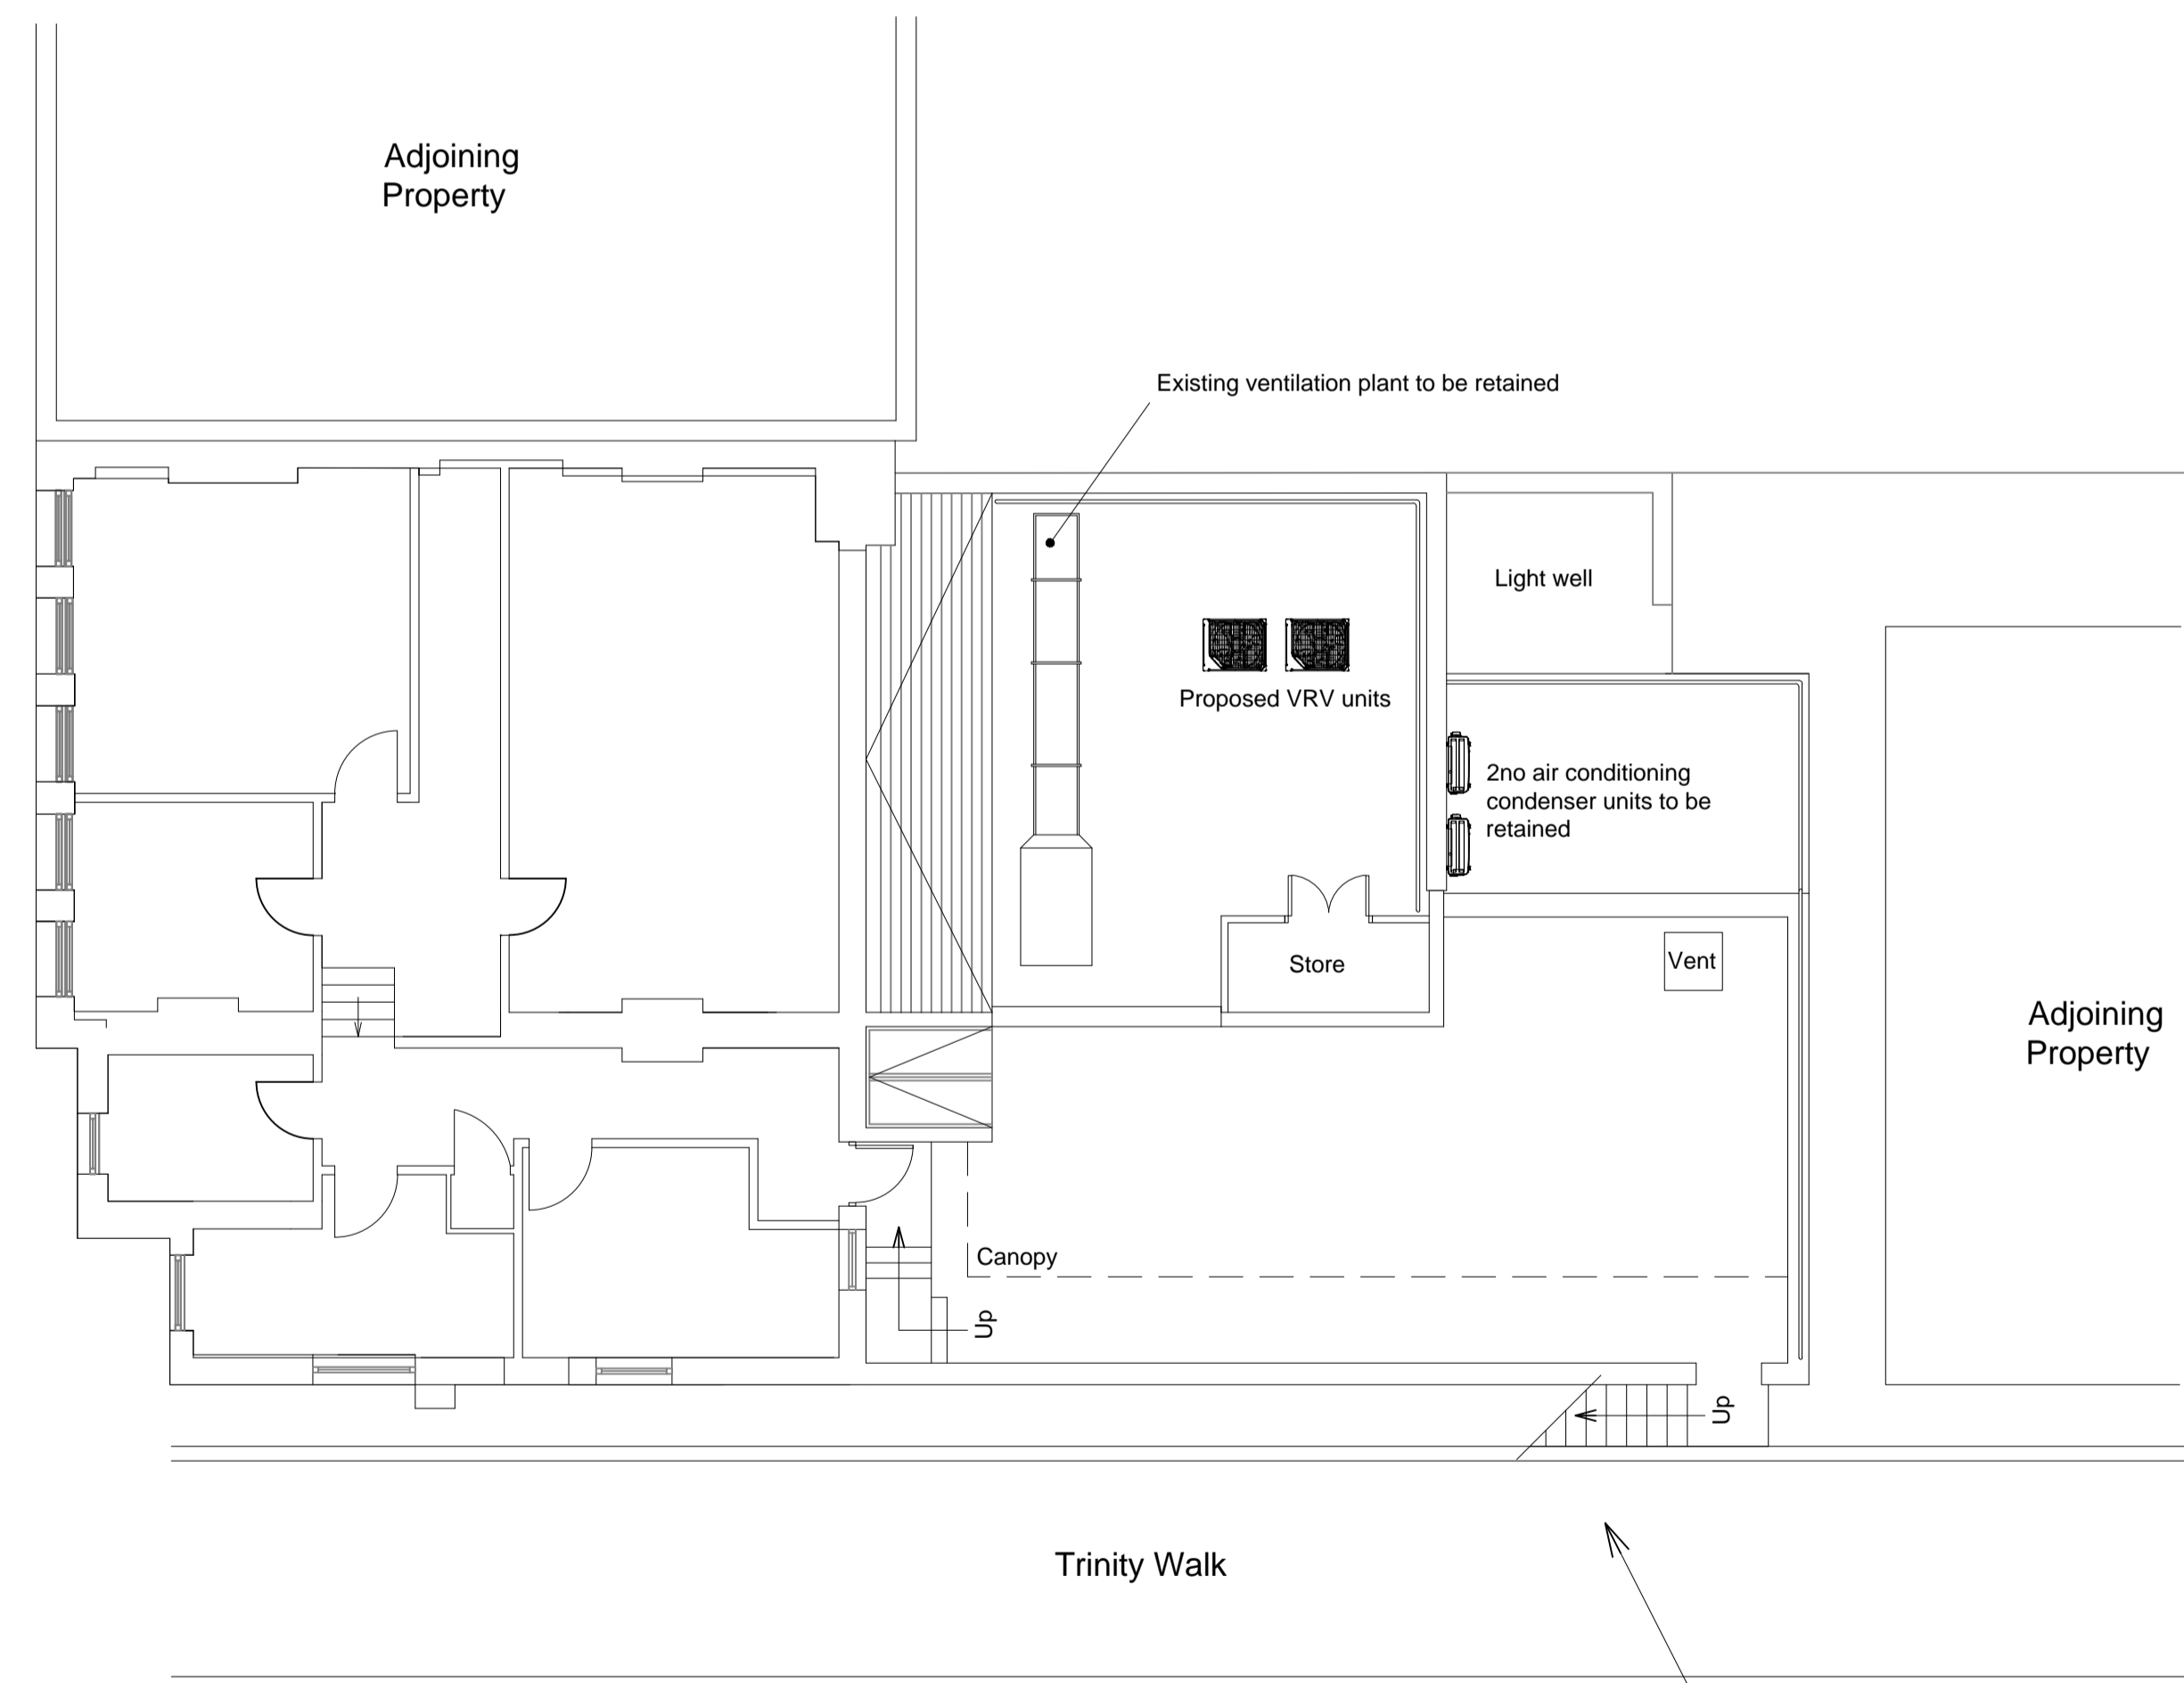 Adjoining
Property
Existing ventilation plant to be retained
Light well
Proposed VRV units
2no air conditioning
condenser units to be
retained
Store
Vent
Adjoining
Property
Canopy
Up
Up
Trinity Walk